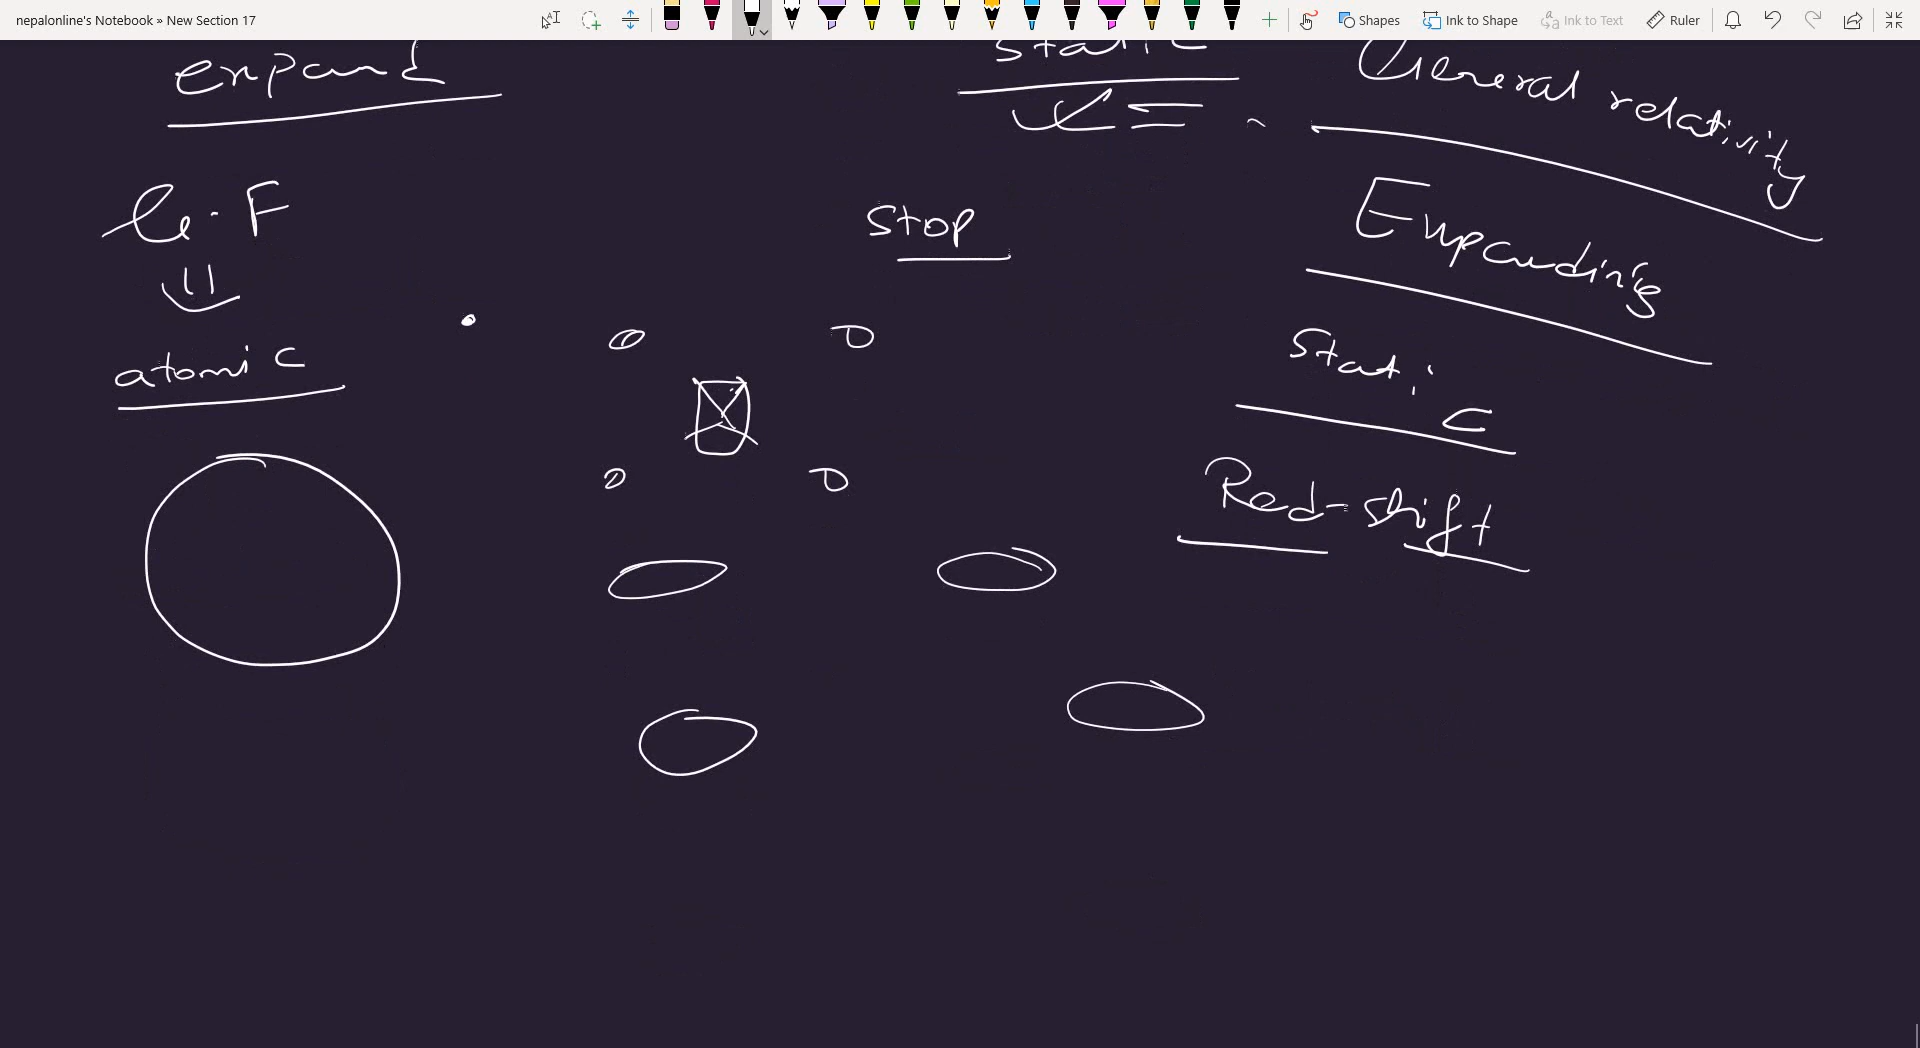 nepalonline's Notebook » New Section 17
Shapes
Ink to Shape
Ink to Text
Ruler
expand
static
General relativity
G.F
stop
Expanding
atomic
Static
Red-shift